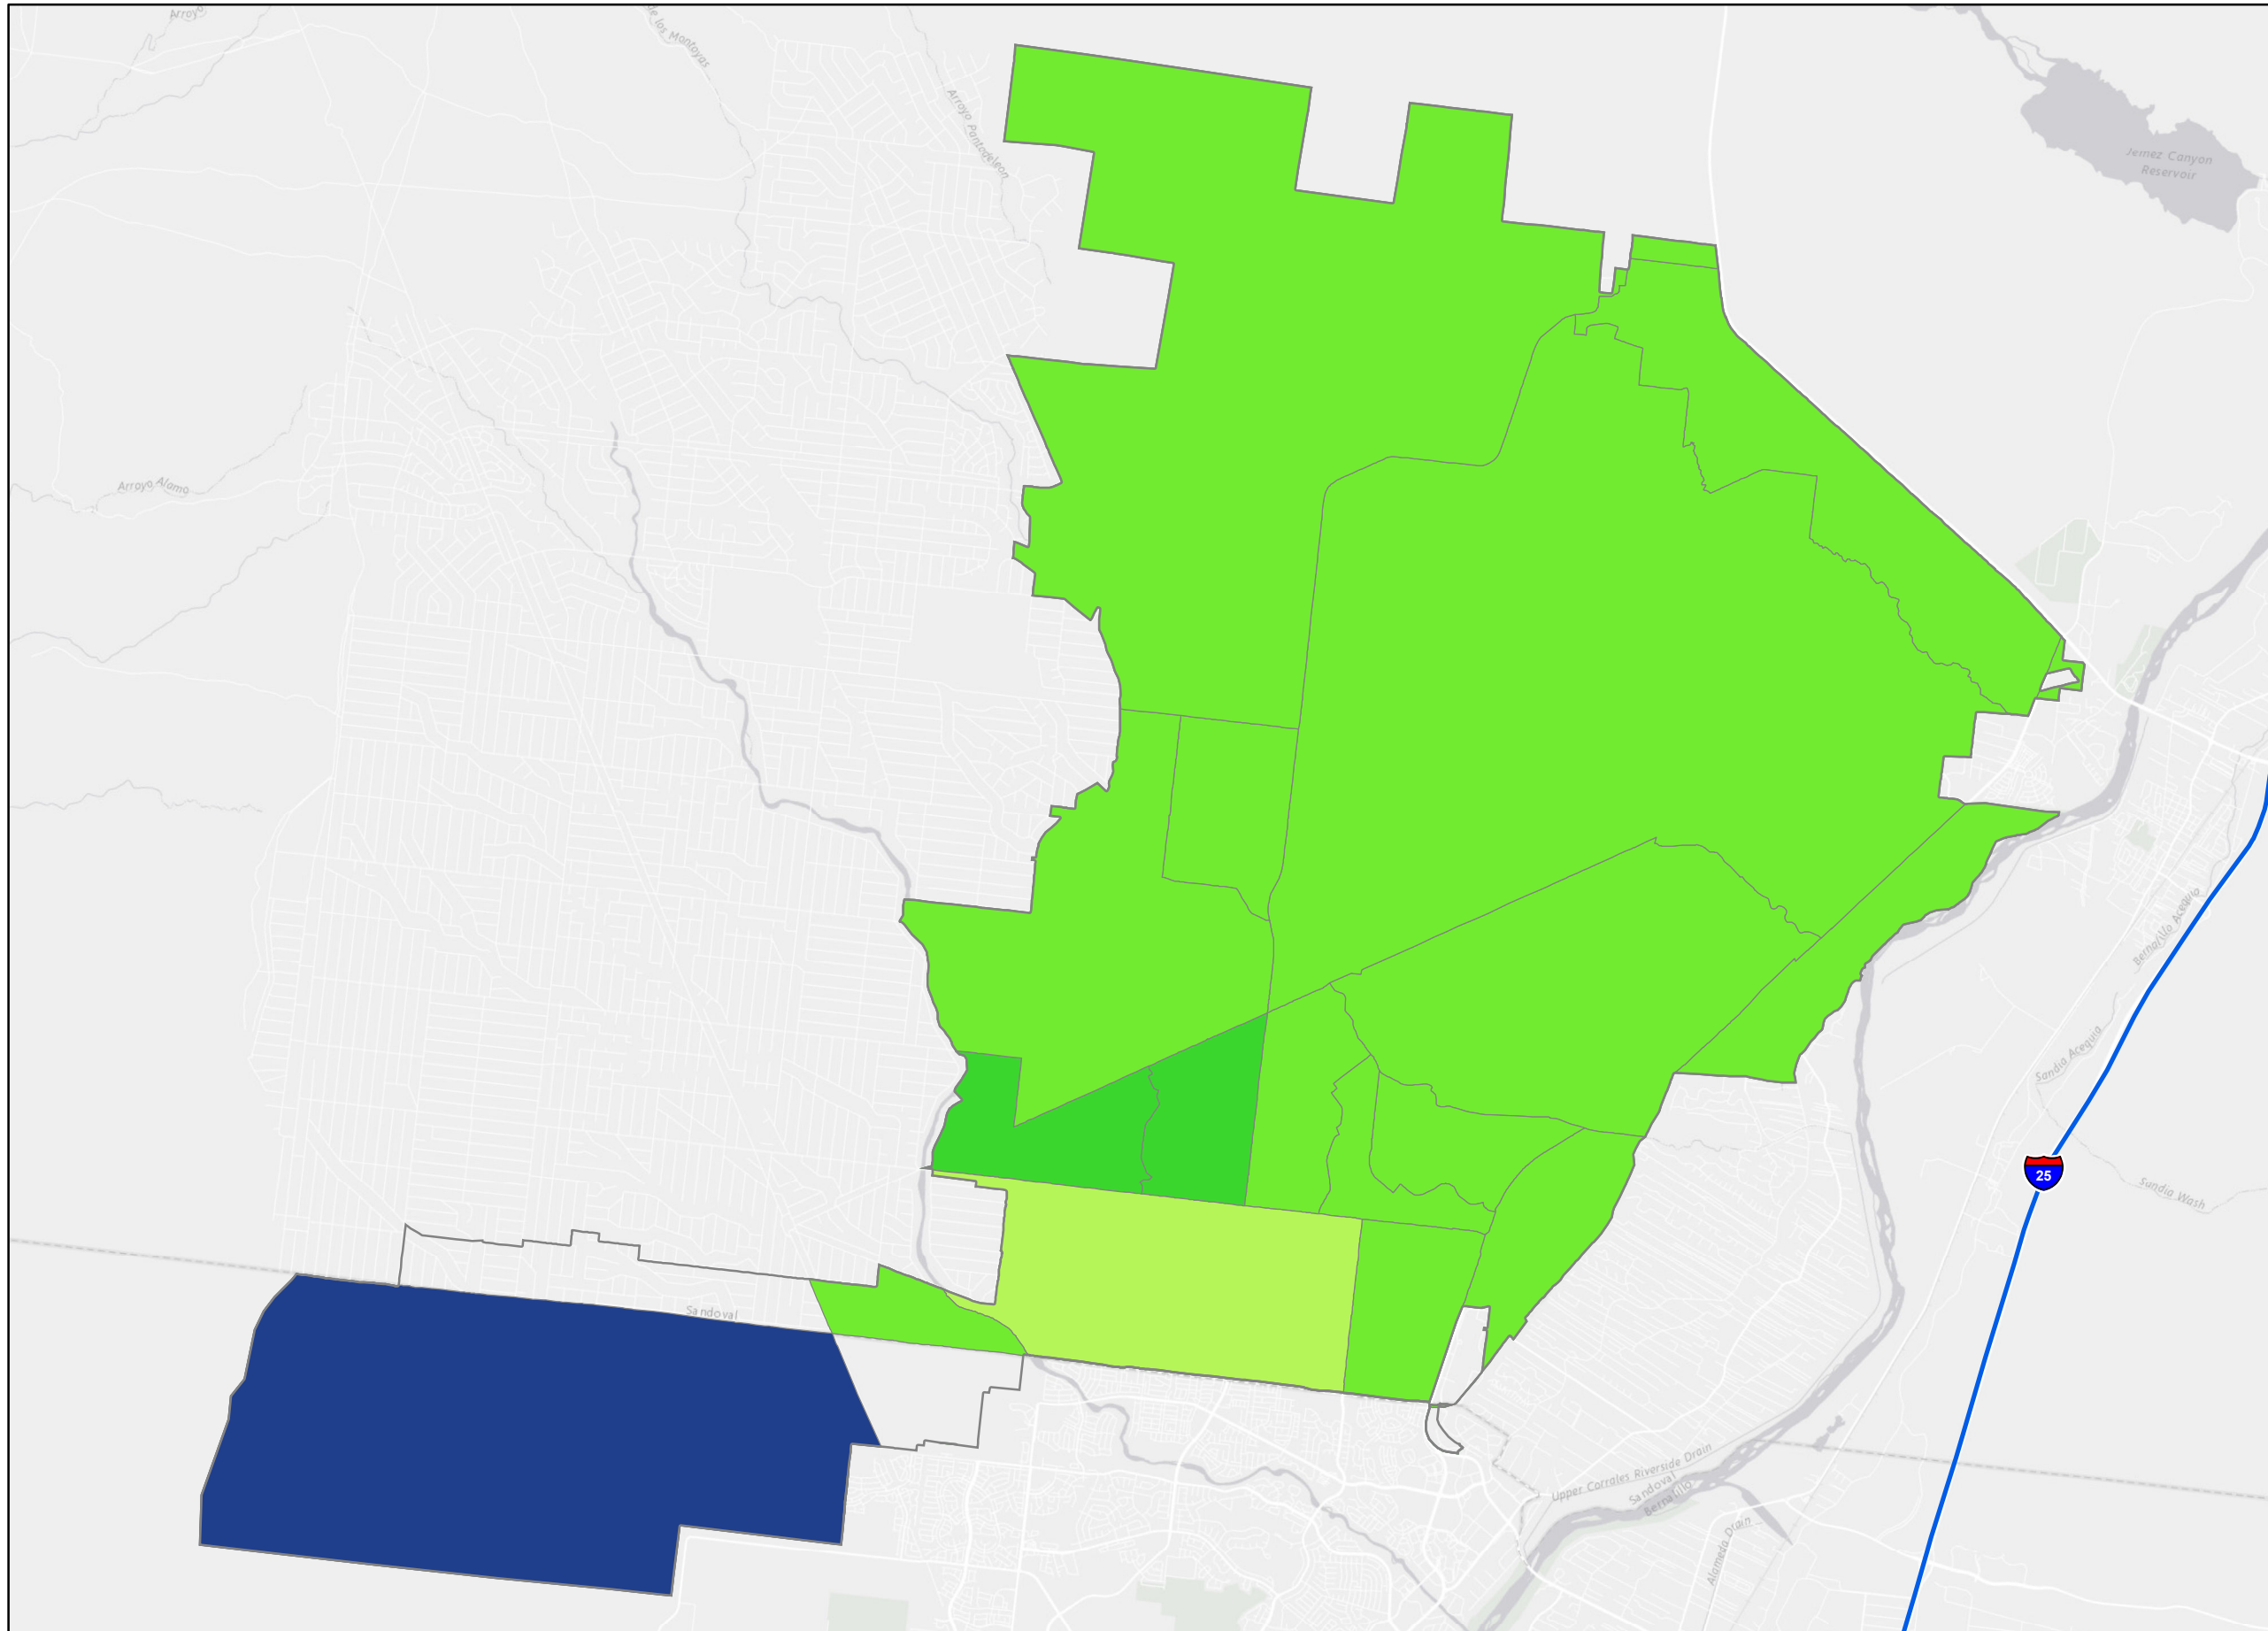 Arroyo
de los Montoyas
Arroyo Pantadeleon
Jemez Canyon
Reservoir
Arroyo Alamo
Bernalillo Acequia
Sandia Acequia
25
Sundia Wash
Sandoval
Upper Corrales Riverside Drain
Sandoval
Bernalillo
Alameda Drain